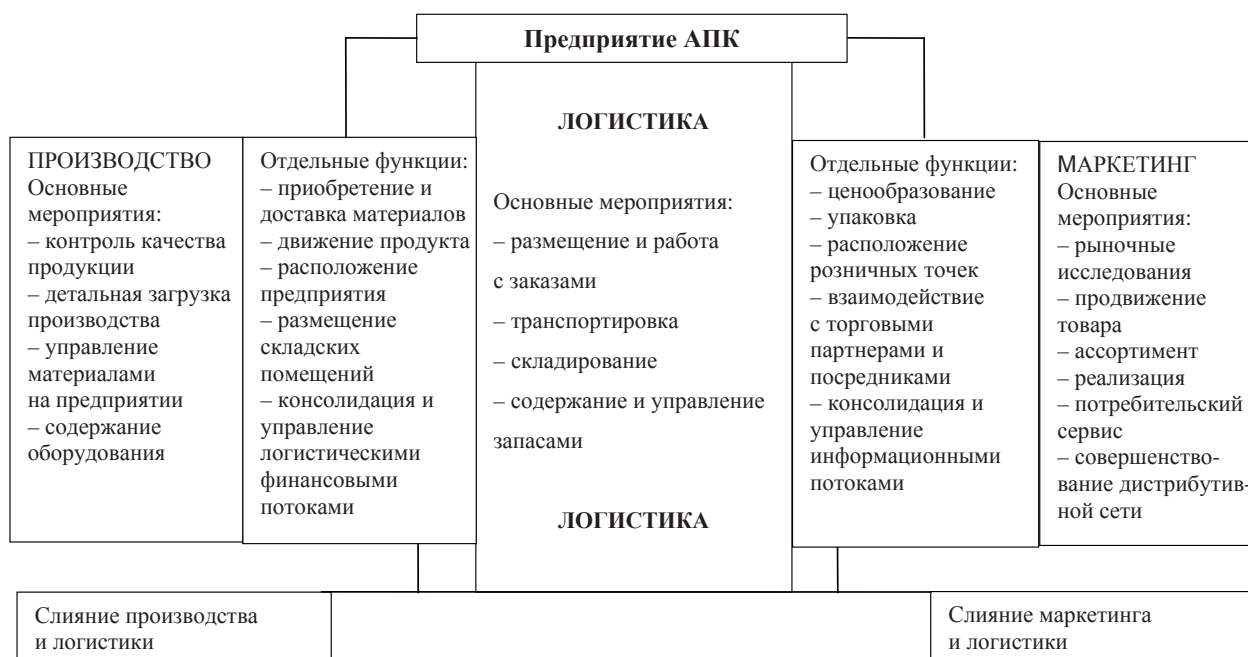 Предприятие АПК
ПРОИЗВОДСТВО
Основные
мероприятия:
– контроль качества
продукции
– детальная загрузка
производства
– управление
материалами
на предприятии
– содержание
оборудования
Отдельные функции:
– приобретение и
доставка материалов
– движение продукта
– расположение
предприятия
– размещение
складских
помещений
– консолидация и
управление
логистическими
финансовыми
потоками
ЛОГИСТИКА
Основные мероприятия:
– размещение и работа
с заказами
– транспортировка
– складирование
– содержание и управление
запасами
ЛОГИСТИКА
Отдельные функции:
– ценообразование
– упаковка
– расположение
розничных точек
– взаимодействие
с торговыми
партнерами и
посредниками
– консолидация и
управление
информационными
потоками
МАРКЕТИНГ
Основные
мероприятия:
– рыночные
исследования
– продвижение
товара
– ассортимент
– реализация
– потребительский
сервис
– совершенство-
вание дистрибутив-
ной сети
Слияние производства
и логистики
Слияние маркетинга
и логистики